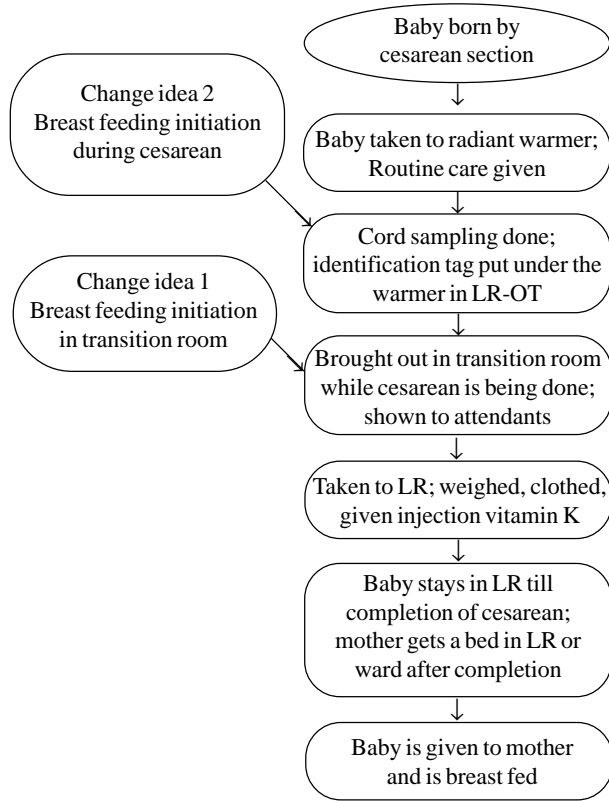 Baby born by
cesarean section
Change idea 2
Breast feeding initiation
during cesarean
Baby taken to radiant warmer;
Routine care given
Cord sampling done;
identification tag put under the
warmer in LR-OT
Change idea 1
Breast feeding initiation
in transition room
Brought out in transition room
while cesarean is being done;
shown to attendants
Taken to LR; weighed, clothed,
given injection vitamin K
Baby stays in LR till
completion of cesarean;
mother gets a bed in LR or
ward after completion
Baby is given to mother
and is breast fed